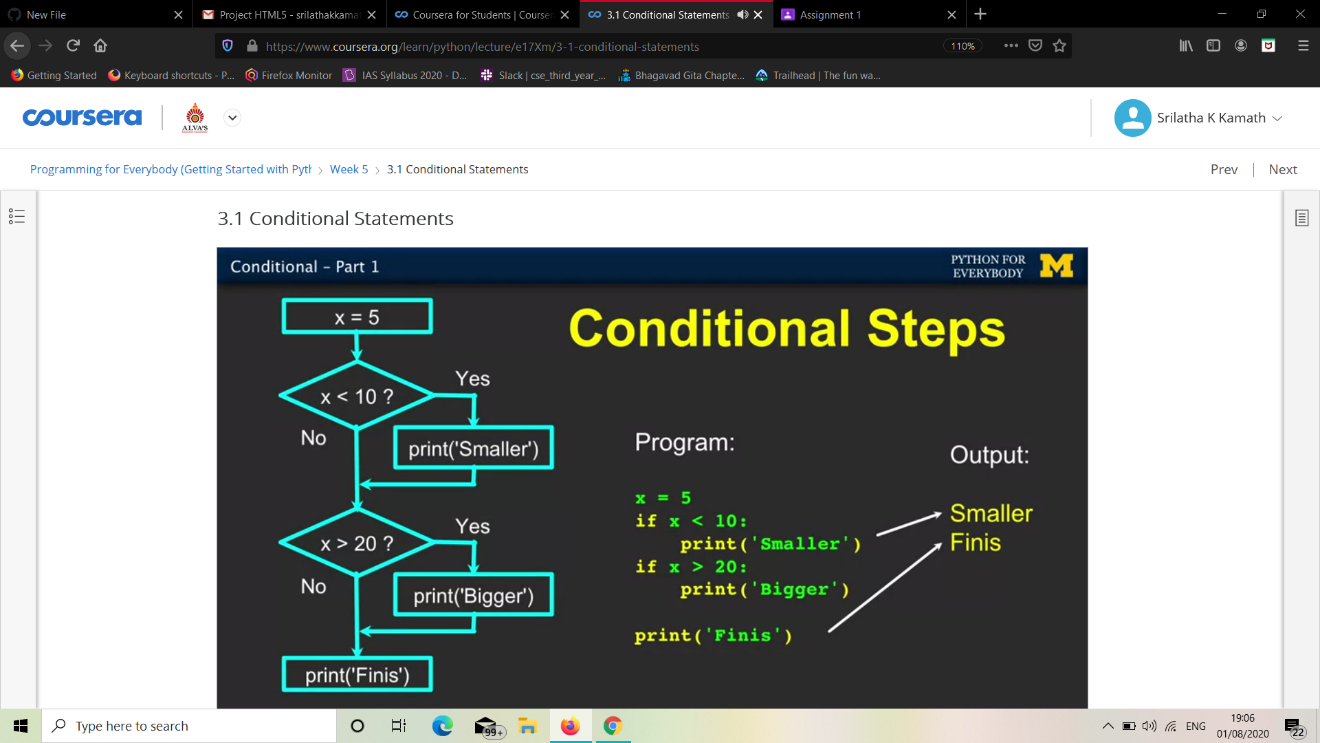 New File
Project HTML5 - srilathakkamat
Coursera for Students | Courser
3.1 Conditional Statements
Assignment 1
https://www.coursera.org/learn/python/lecture/e17Xm/3-1-conditional-statements
110%
Getting Started
Keyboard shortcuts - P...
Firefox Monitor
IAS Syllabus 2020 - D...
Slack | cse_third_year_...
Bhagavad Gita Chapte...
Trailhead | The fun wa...
coursera
ALVA'S
Srilatha K Kamath
Programming for Everybody (Getting Started with Pyth > Week 5 > 3.1 Conditional Statements
Prev | Next
3.1 Conditional Statements
Conditional – Part 1
PYTHON FOR
EVERYBODY
M
Conditional Steps
x = 5
x < 10 ?
Yes
No
print('Smaller')
x > 20 ?
Yes
No
print('Bigger')
print('Finis')
Program:
x = 5
if x < 10:
    print('Smaller')
if x > 20:
    print('Bigger')
print('Finis')
Output:
Smaller
Finis
Type here to search
99+
ENG
19:06
01/08/2020
22